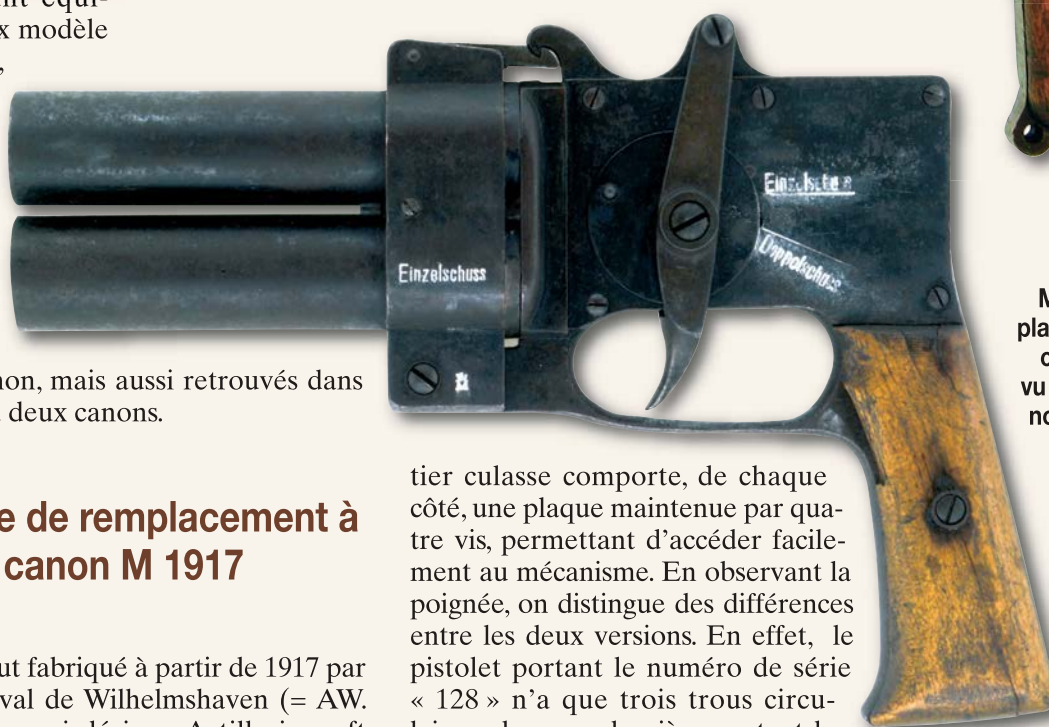 x modèle
,
Einzelschuss
Doppelschuss
Einzelschuss
non, mais aussi retrouvés dans
deux canons.
e de remplacement à
canon M 1917
ut fabriqué à partir de 1917 par
val de Wilhelmshaven (= AW.
tier culasse comporte, de chaque
côté, une plaque maintenue par qua-
tre vis, permettant d'accéder facile-
ment au mécanisme. En observant la
poignée, on distingue des différences
entre les deux versions. En effet, le
pistolet portant le numéro de série
« 128 » n'a que trois trous circu-
M
pla
c
vu
no